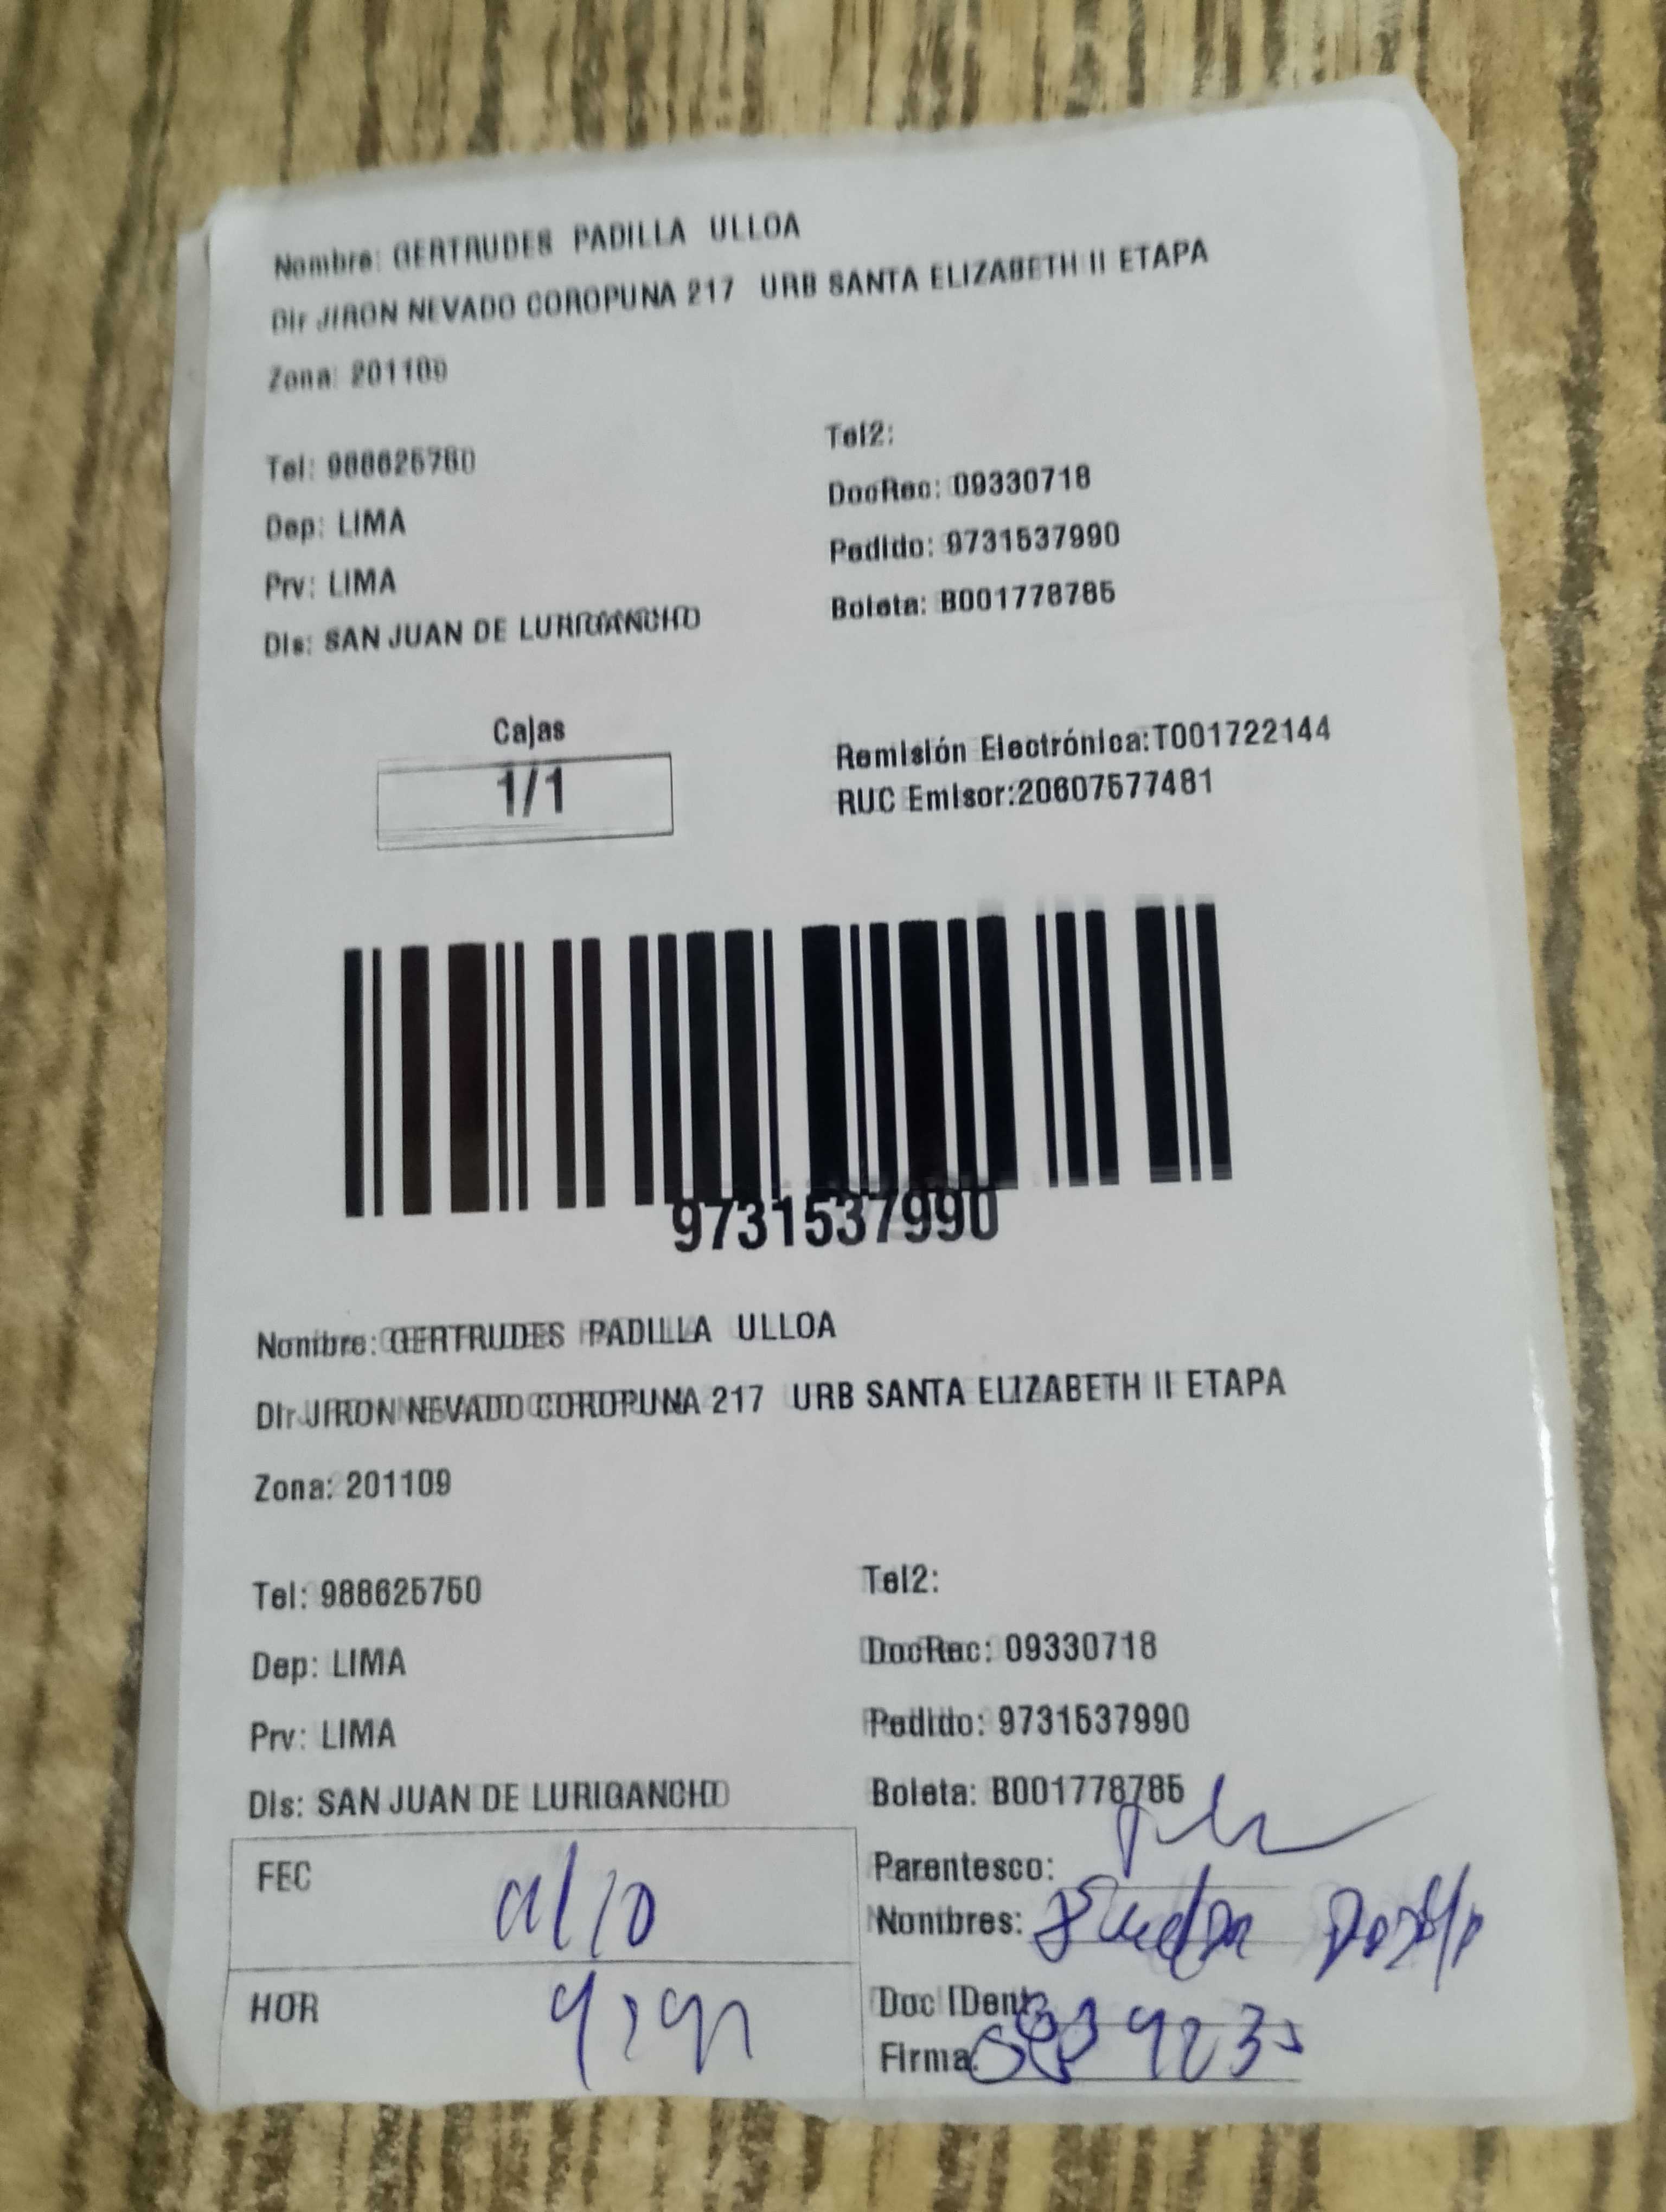 Nombre: GERTRUDES PADILLA ULLOA
Dir JIRON NEVADO COROPUNA 217 URB SANTA ELIZABETH II ETAPA
Zona: 201109
Tel: 988625760
Tel2:
Dep: LIMA
DocRec: 09330718
Prv: LIMA
Pedido: 9731537990
Dis: SAN JUAN DE LURIGANCHO
Boleta: B001778785
Cajas
1/1
Remisión Electrónica:T001722144
RUC Emisor:20607577481
9731537990
Nombre: GERTRUDES PADILLA ULLOA
Dir JIRON NEVADO COROPUNA 217 URB SANTA ELIZABETH II ETAPA
Zona: 201109
Tel: 988625760
Tel2:
Dep: LIMA
DocRec: 09330718
Prv: LIMA
Pedido: 9731537990
Dis: SAN JUAN DE LURIGANCHO
Boleta: B001778785
FEC
Parentesco:
Nombres:
HOR
Doc IDent:
Firma: